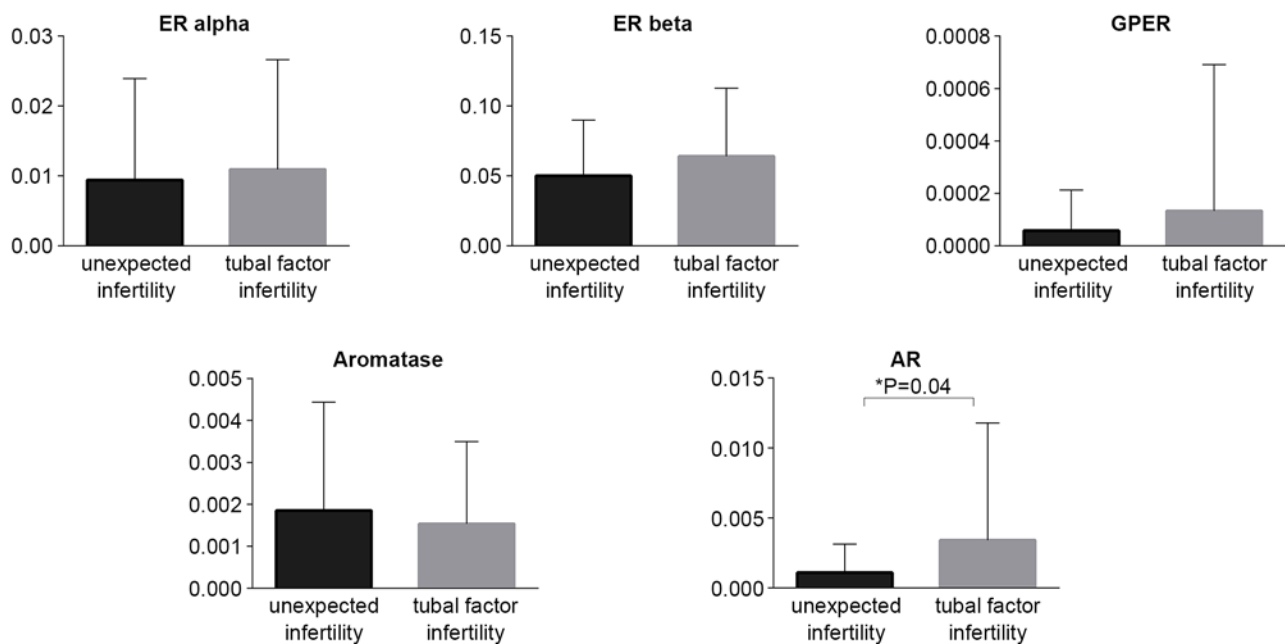 ER alpha
0.03
0.02
0.01
0.00
unexpected
infertility
tubal factor
infertility
ER beta
0.15
0.10
0.05
0.00
unexpected
infertility
tubal factor
infertility
GPER
0.0008
0.0006
0.0004
0.0002
0.0000
unexpected
infertility
tubal factor
infertility
Aromatase
0.005
0.004
0.003
0.002
0.001
0.000
unexpected
infertility
tubal factor
infertility
AR
*P=0.04
0.015
0.010
0.005
0.000
unexpected
infertility
tubal factor
infertility